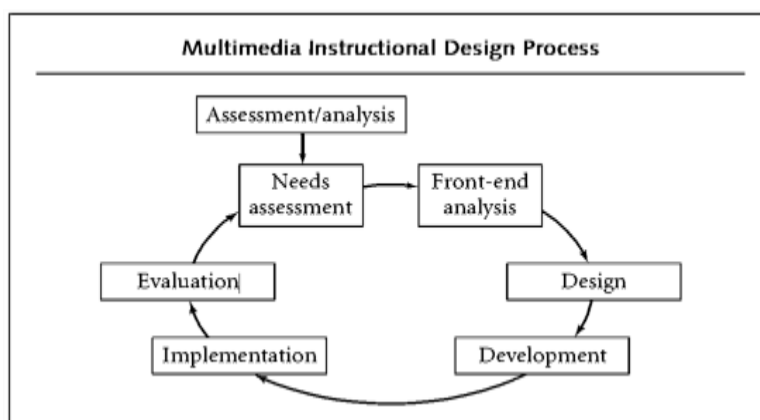 Multimedia Instructional Design Process
Assessment/analysis
Needs
assessment
Front-end
analysis
Evaluation
Design
Implementation
Development